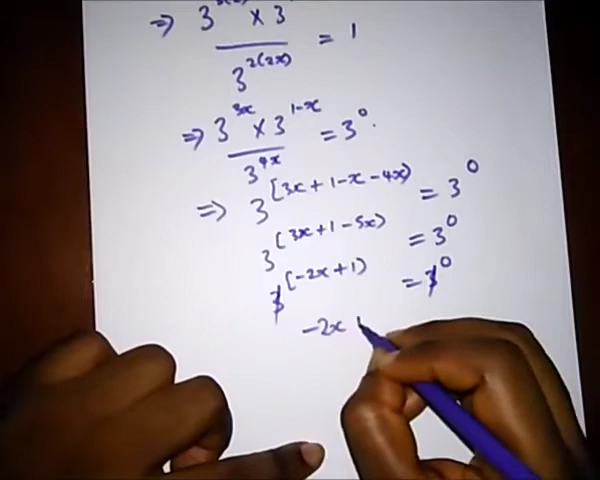 ⇒ 3 × 3
3^2(2x) = 1
⇒ 3^3x × 3^1-x = 3^0.
3^4x
⇒ 3^(3x + 1 - x - 4x) = 3^0
3^(3x + 1 - 5x) = 3^0
3^(-2x + 1) = 3^0
-2x